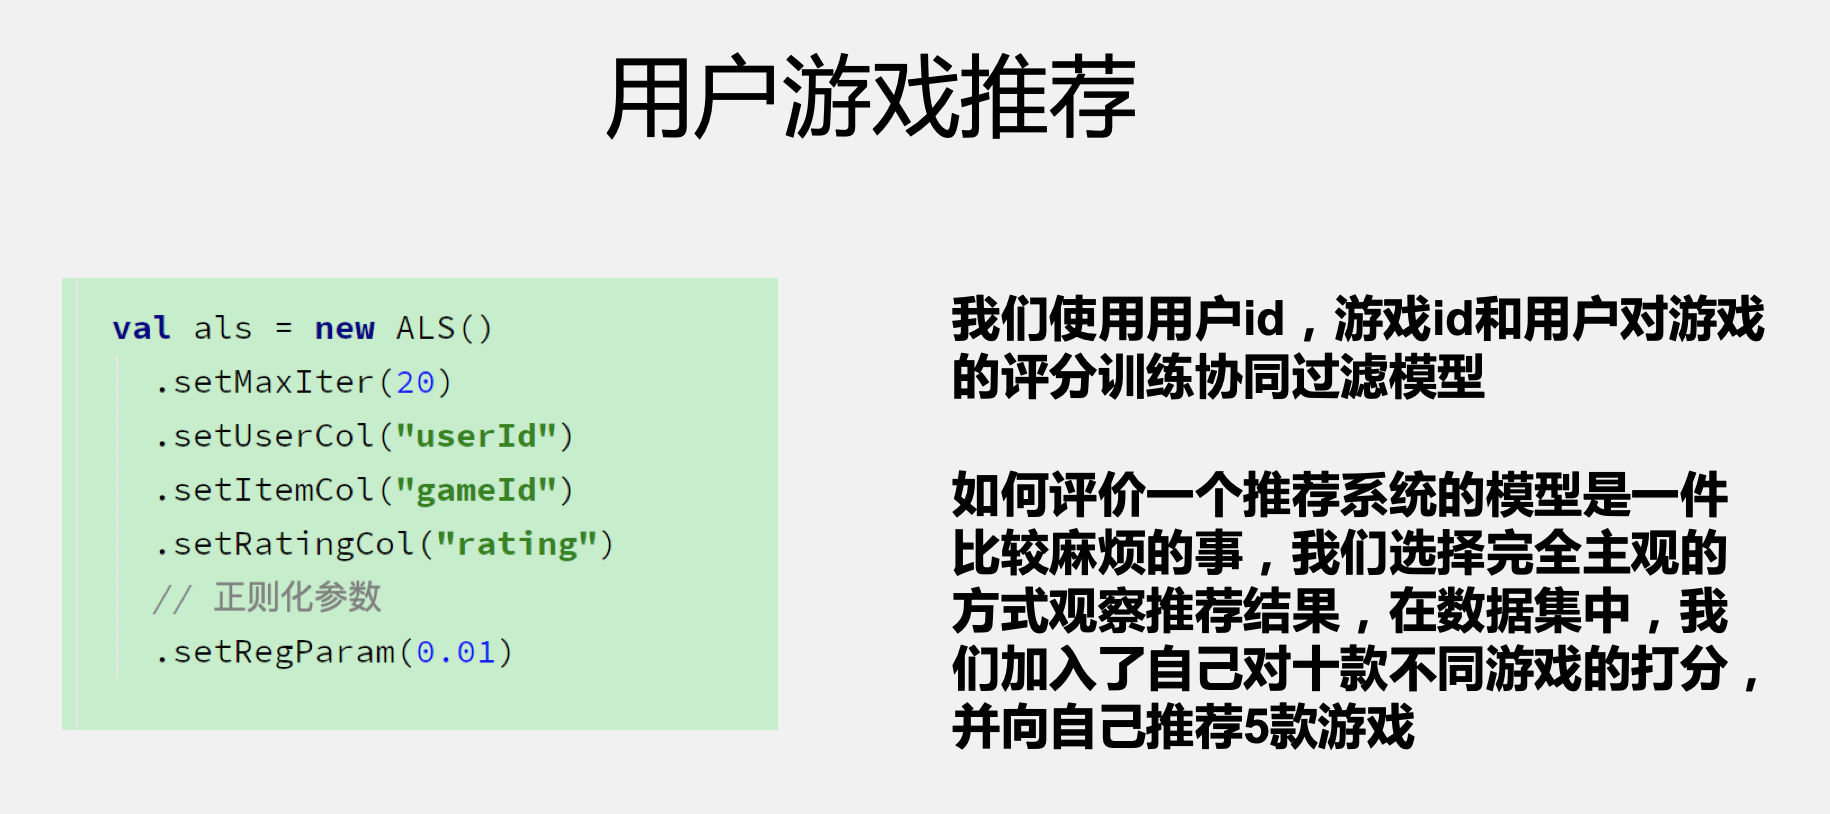 用户游戏推荐
val als = new ALS()
.setMaxIter(20)
.setUserCol("userId")
.setItemCol("gameId")
.setRatingCol("rating")
// 正则化参数
.setRegParam(0.01)
我们使用用户id，游戏id和用户对游戏
的评分训练协同过滤模型
如何评价一个推荐系统的模型是一件
比较麻烦的事，我们选择完全主观的
方式观察推荐结果，在数据集中，我
们加入了自己对十款不同游戏的打分，
并向自己推荐5款游戏